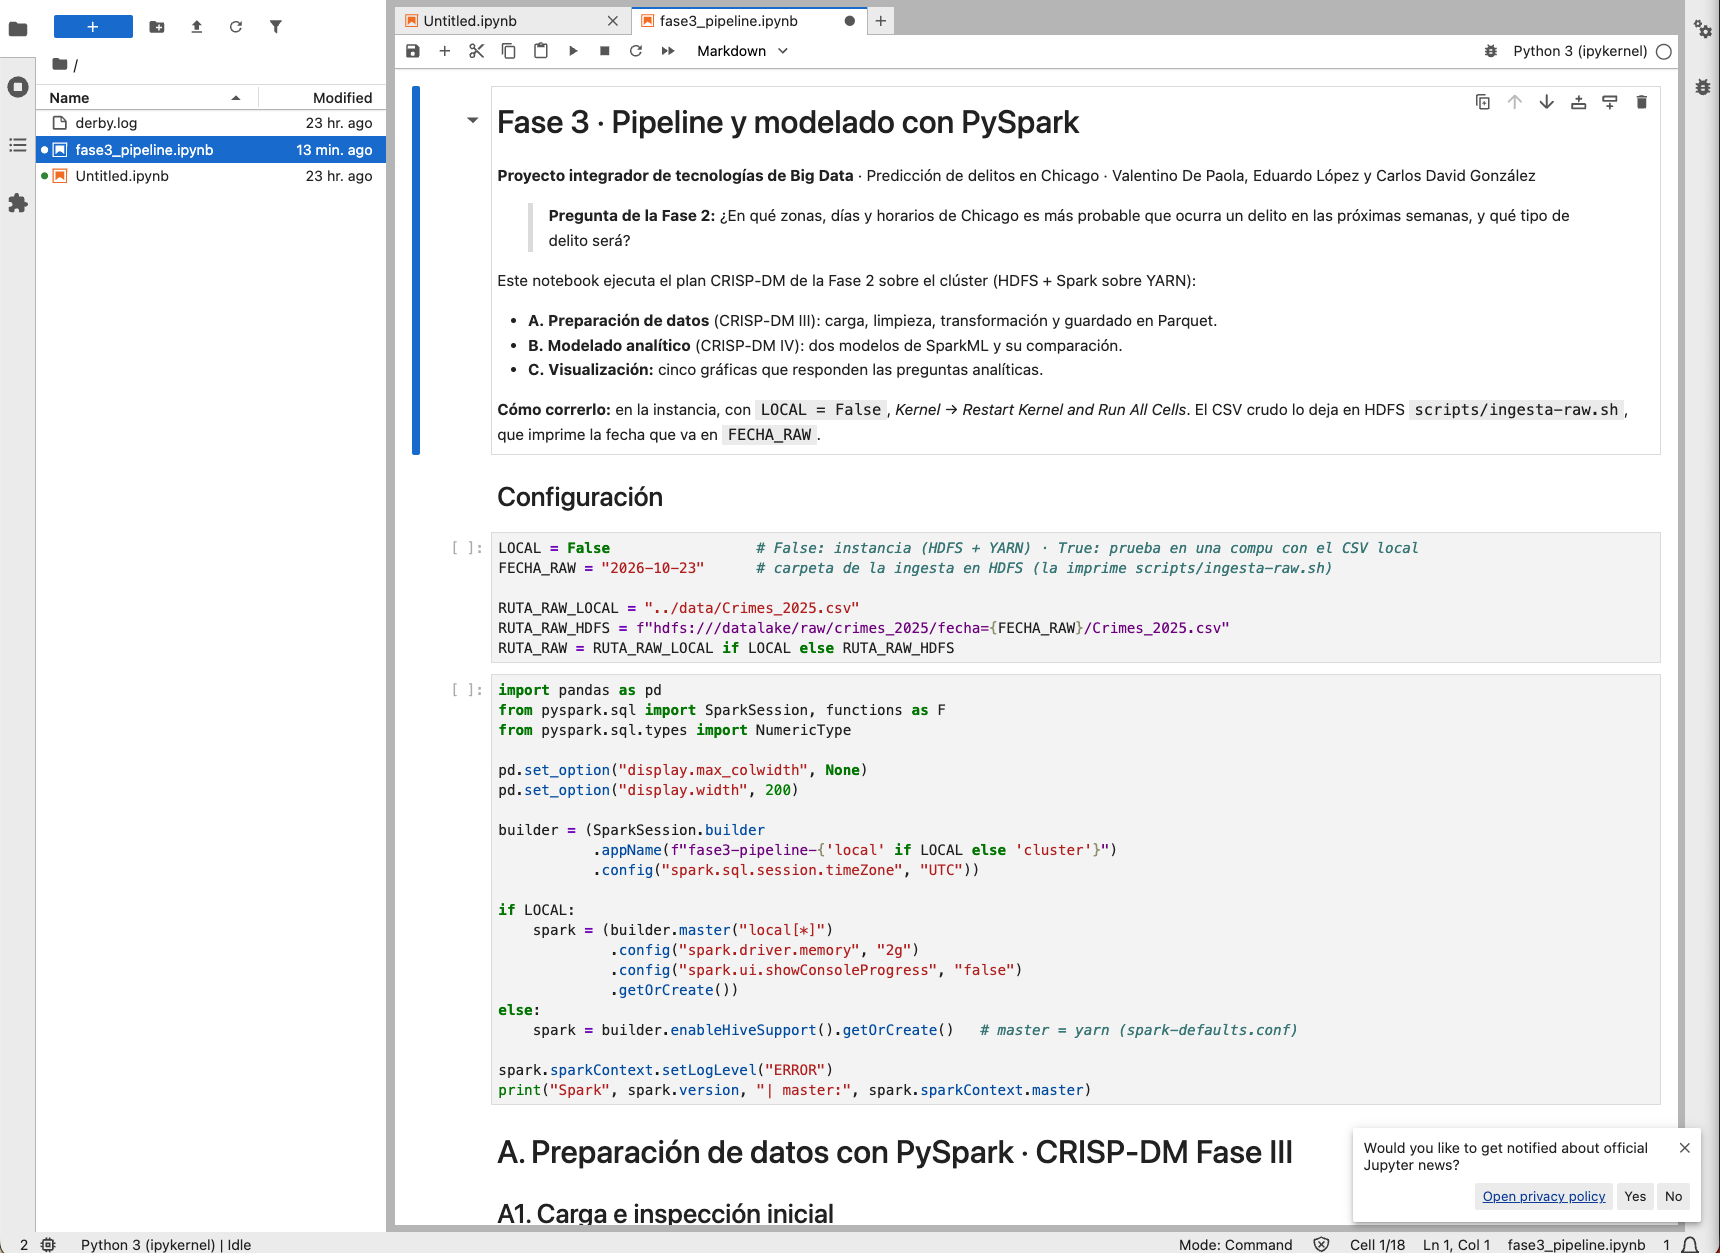 /
Name
Modified
derby.log
23 hr. ago
fase3_pipeline.ipynb
13 min. ago
Untitled.ipynb
23 hr. ago
Untitled.ipynb
fase3_pipeline.ipynb
Markdown
Python 3 (ipykernel)
Fase 3 · Pipeline y modelado con PySpark
Proyecto integrador de tecnologías de Big Data · Predicción de delitos en Chicago · Valentino De Paola, Eduardo López y Carlos David González
Pregunta de la Fase 2: ¿En qué zonas, días y horarios de Chicago es más probable que ocurra un delito en las próximas semanas, y qué tipo de
delito será?
Este notebook ejecuta el plan CRISP-DM de la Fase 2 sobre el clúster (HDFS + Spark sobre YARN):
• A. Preparación de datos (CRISP-DM III): carga, limpieza, transformación y guardado en Parquet.
• B. Modelado analítico (CRISP-DM IV): dos modelos de SparkML y su comparación.
• C. Visualización: cinco gráficas que responden las preguntas analíticas.
Cómo correrlo: en la instancia, con LOCAL = False , Kernel → Restart Kernel and Run All Cells. El CSV crudo lo deja en HDFS scripts/ingesta-raw.sh ,
que imprime la fecha que va en FECHA_RAW .
Configuración
[ ]:
LOCAL = False # False: instancia (HDFS + YARN) · True: prueba en una compu con el CSV local
FECHA_RAW = "2026-10-23" # carpeta de la ingesta en HDFS (la imprime scripts/ingesta-raw.sh)
RUTA_RAW_LOCAL = "../data/Crimes_2025.csv"
RUTA_RAW_HDFS = f"hdfs:///datalake/raw/crimes_2025/fecha={FECHA_RAW}/Crimes_2025.csv"
RUTA_RAW = RUTA_RAW_LOCAL if LOCAL else RUTA_RAW_HDFS
[ ]:
import pandas as pd
from pyspark.sql import SparkSession, functions as F
from pyspark.sql.types import NumericType
pd.set_option("display.max_colwidth", None)
pd.set_option("display.width", 200)
builder = (SparkSession.builder
.appName(f"fase3-pipeline-{'local' if LOCAL else 'cluster'}")
.config("spark.sql.session.timeZone", "UTC"))
if LOCAL:
spark = (builder.master("local[*]")
.config("spark.driver.memory", "2g")
.config("spark.ui.showConsoleProgress", "false")
.getOrCreate())
else:
spark = builder.enableHiveSupport().getOrCreate() # master = yarn (spark-defaults.conf)
spark.sparkContext.setLogLevel("ERROR")
print("Spark", spark.version, "| master:", spark.sparkContext.master)
A. Preparación de datos con PySpark · CRISP-DM Fase III
A1. Carga e inspección inicial
Would you like to get notified about official
Jupyter news?
Open privacy policy
Yes
No
2
Python 3 (ipykernel) | Idle
Mode: Command
Cell 1/18
Ln 1, Col 1
fase3_pipeline.ipynb
1